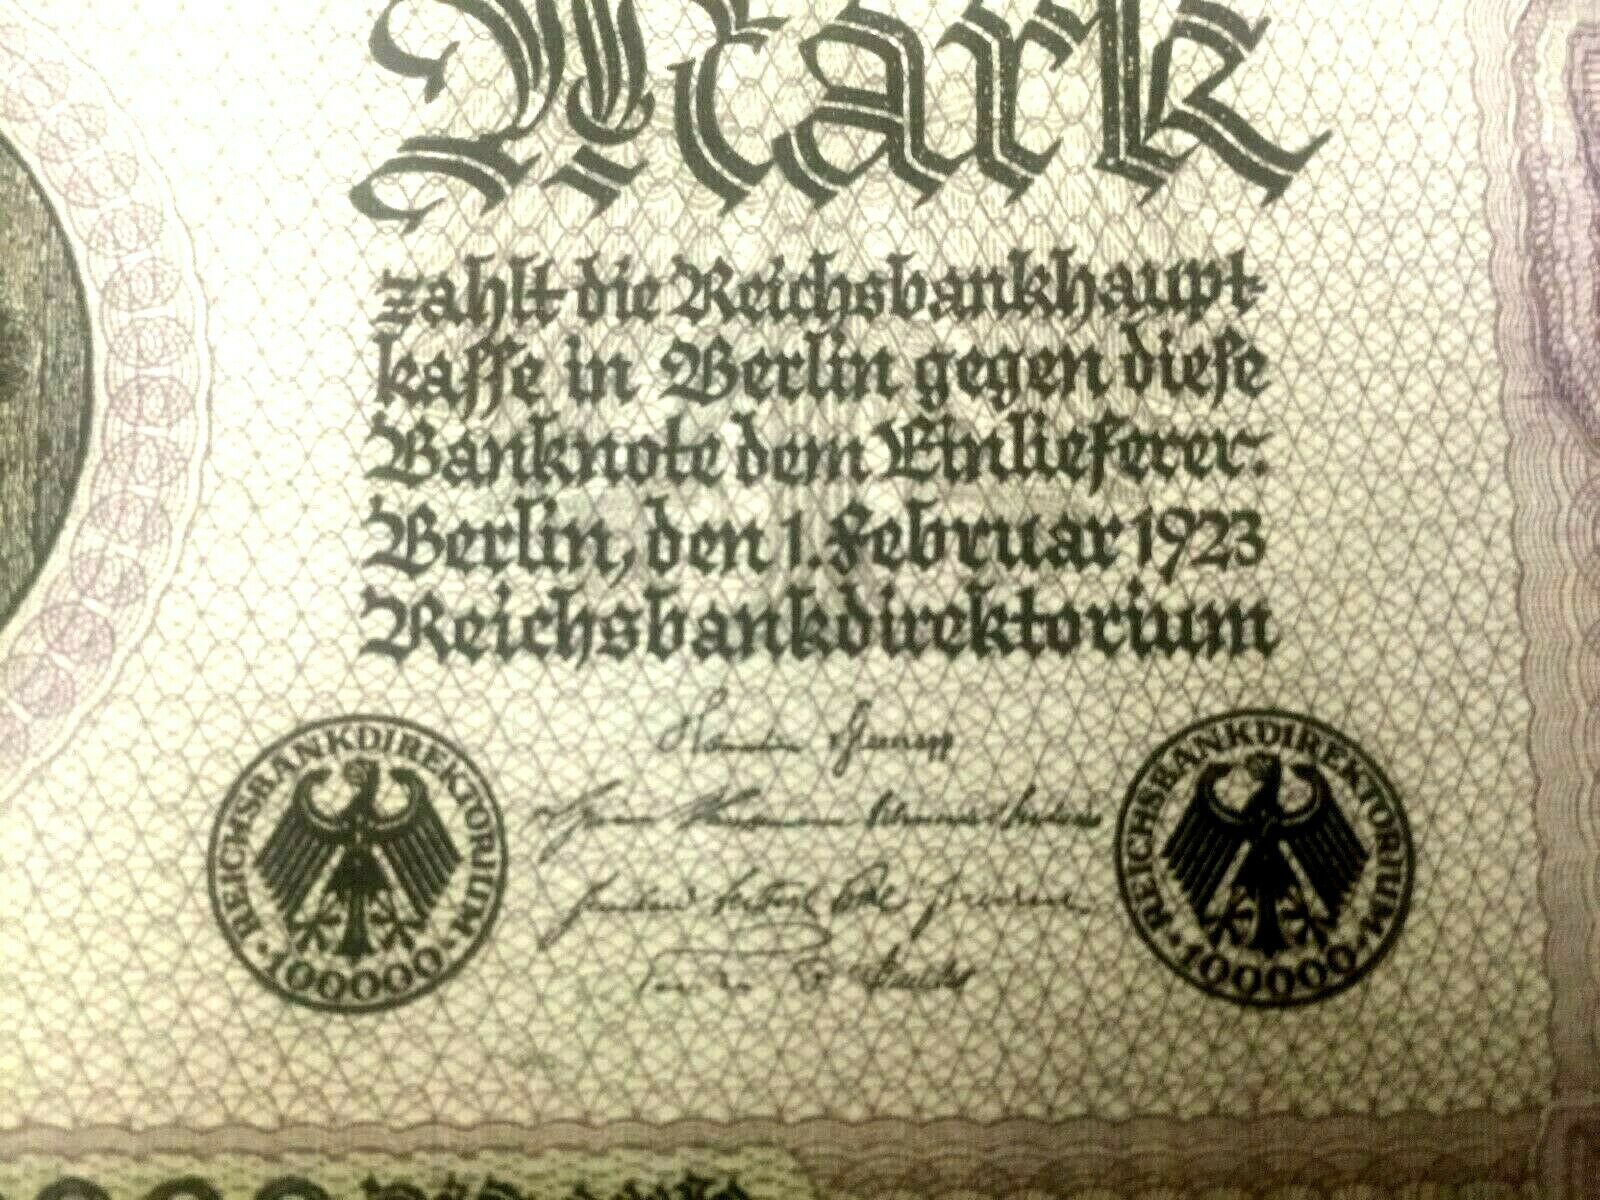 Mark
zahlt die Reichsbankhaupt-
kasse in Berlin gegen diese
Banknote dem Einlieferer.
Berlin, den 1. Februar 1923
Reichsbankdirektorium
REICHSBANKDIREKTORIUM
100000
REICHSBANKDIREKTORIUM
100000